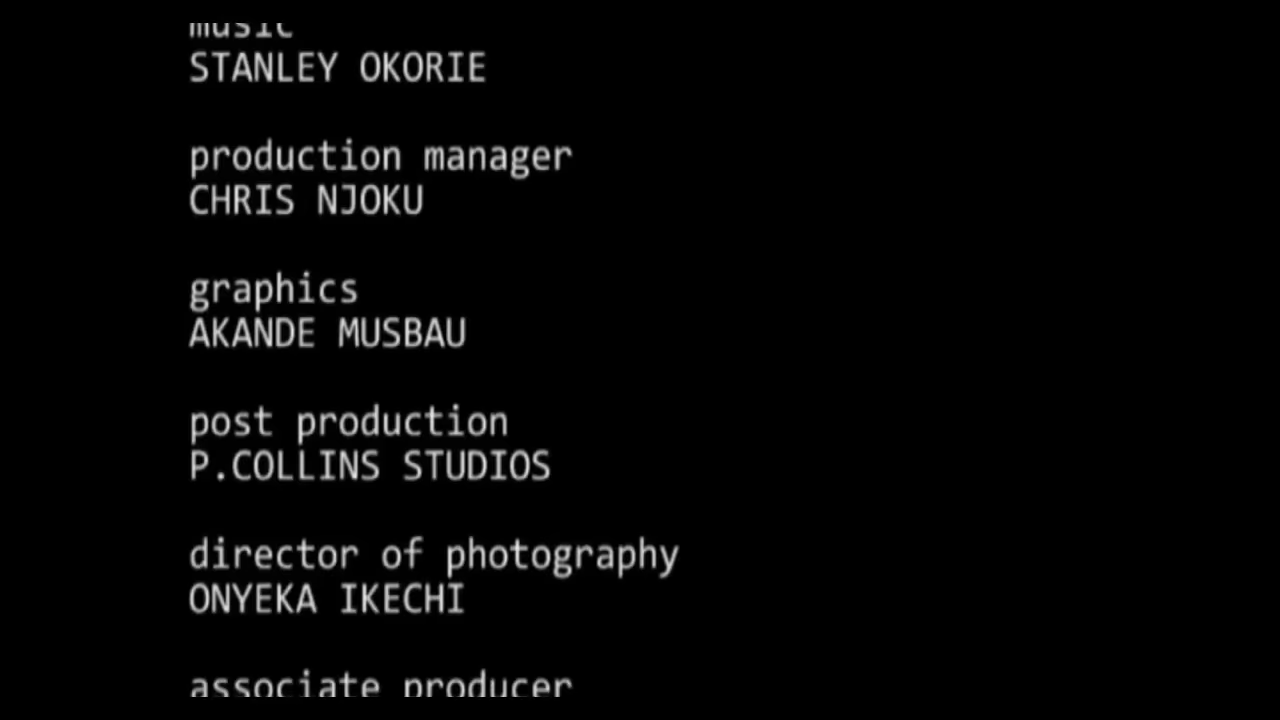 music
STANLEY OKORIE
production manager
CHRIS NJOKU
graphics
AKANDE MUSBAU
post production
P.COLLINS STUDIOS
director of photography
ONYEKA IKECHI
associate producer